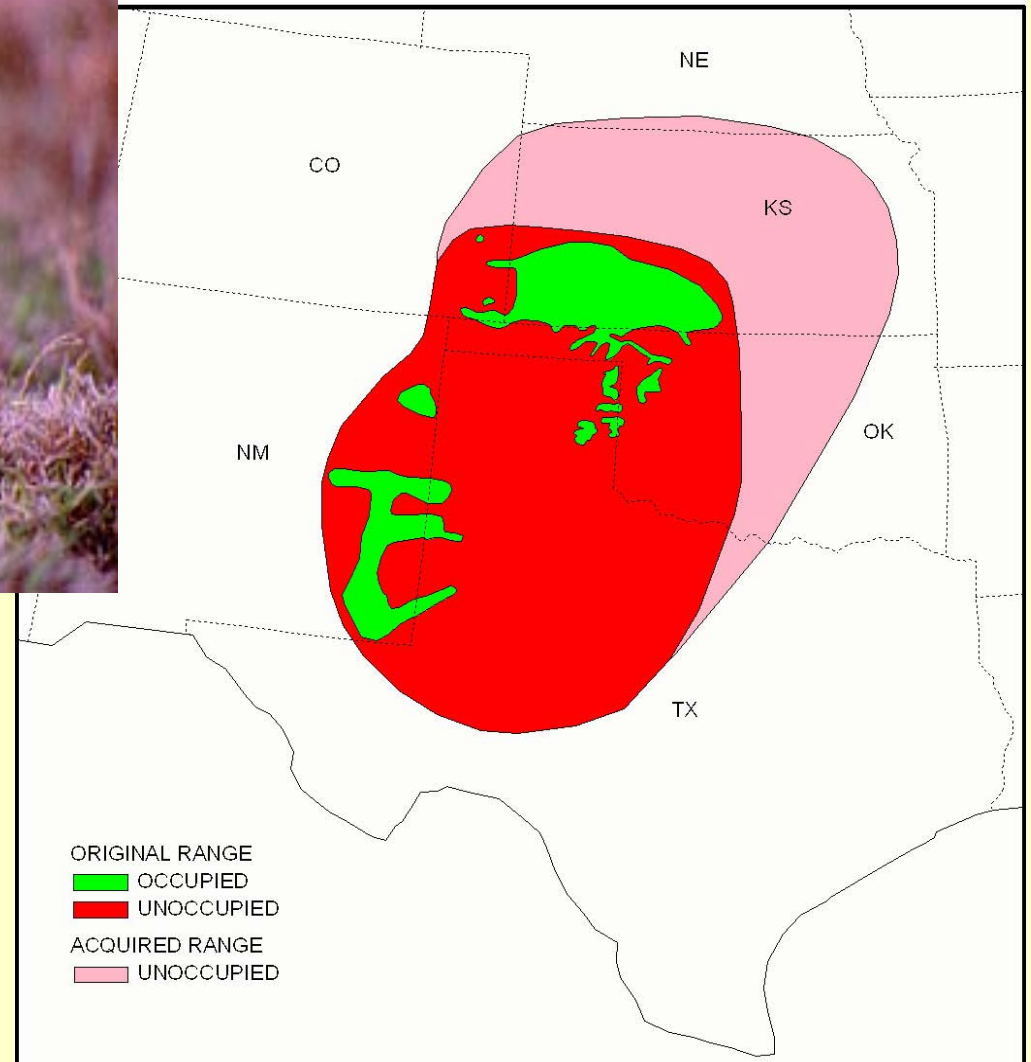 NE
CO
KS
NM
OK
TX
ORIGINAL RANGE
OCCUPIED
UNOCCUPIED
ACQUIRED RANGE
UNOCCUPIED